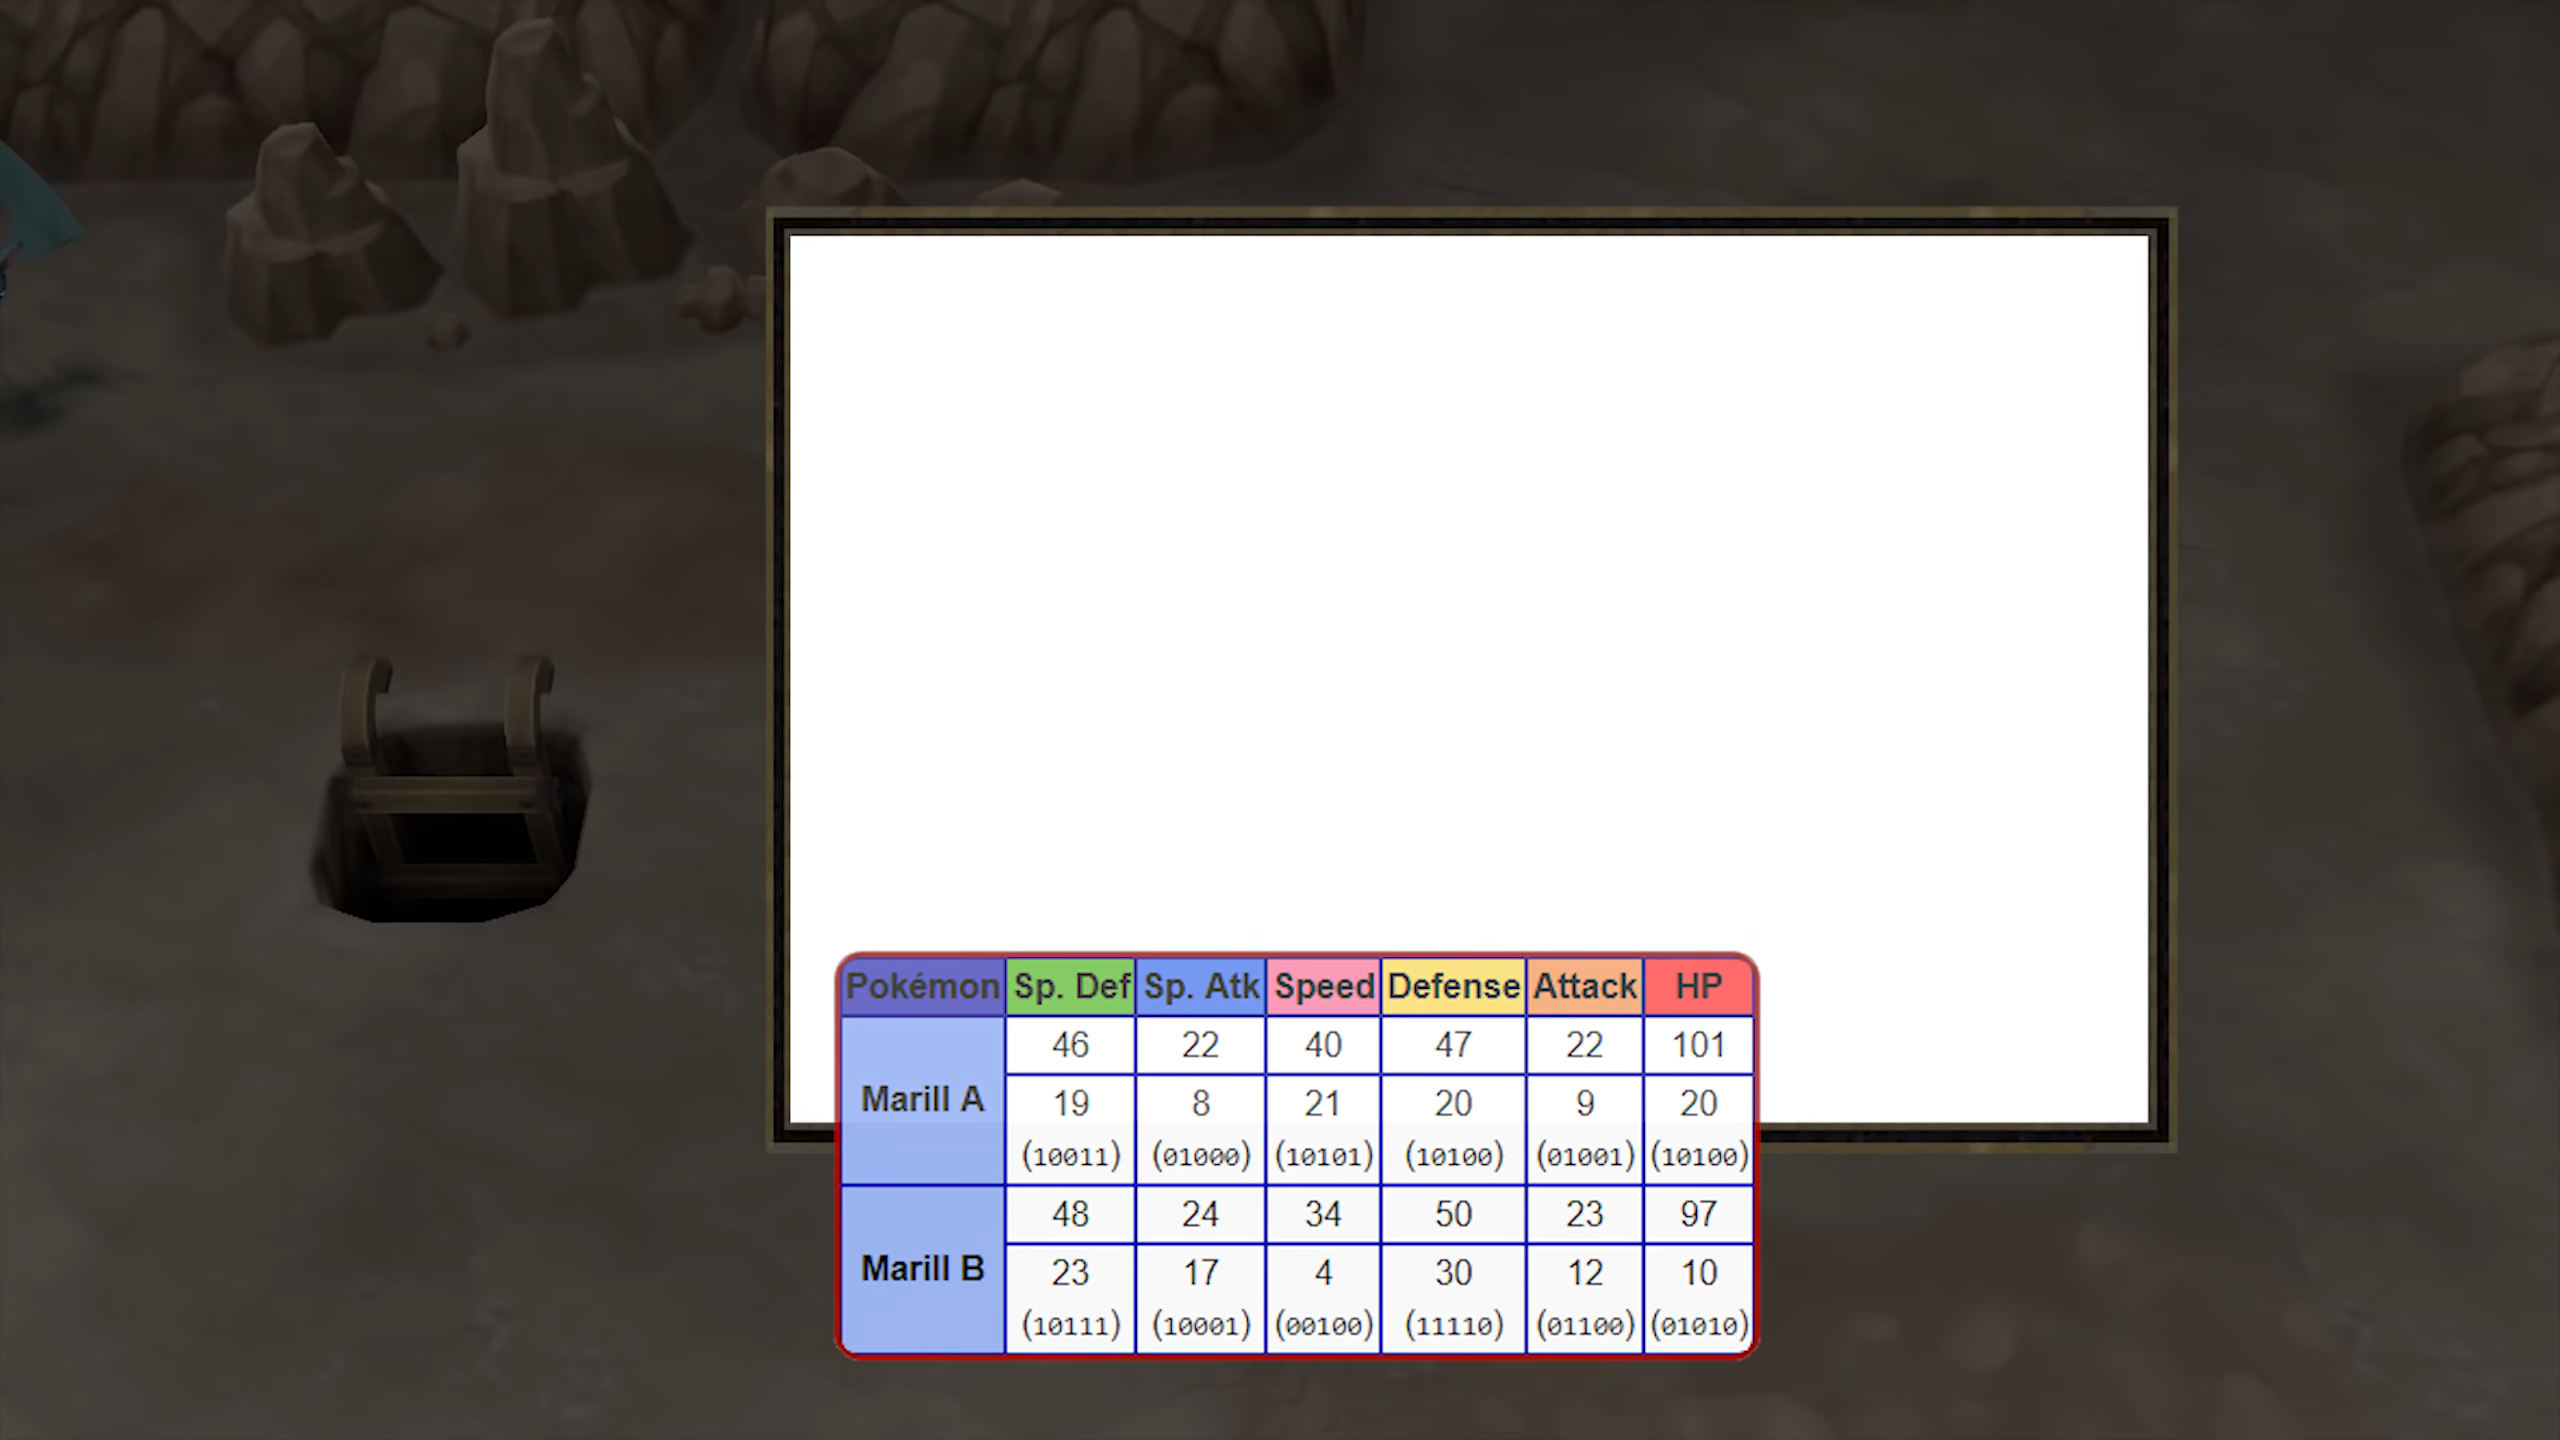 Pokémon Sp. Def Sp. Atk Speed Defense Attack HP
Marill A
46 22 40 47 22 101
19 8 21 20 9 20
(10011) (01000) (10101) (10100) (01001) (10100)
Marill B
48 24 34 50 23 97
23 17 4 30 12 10
(10111) (10001) (00100) (11110) (01100) (01010)